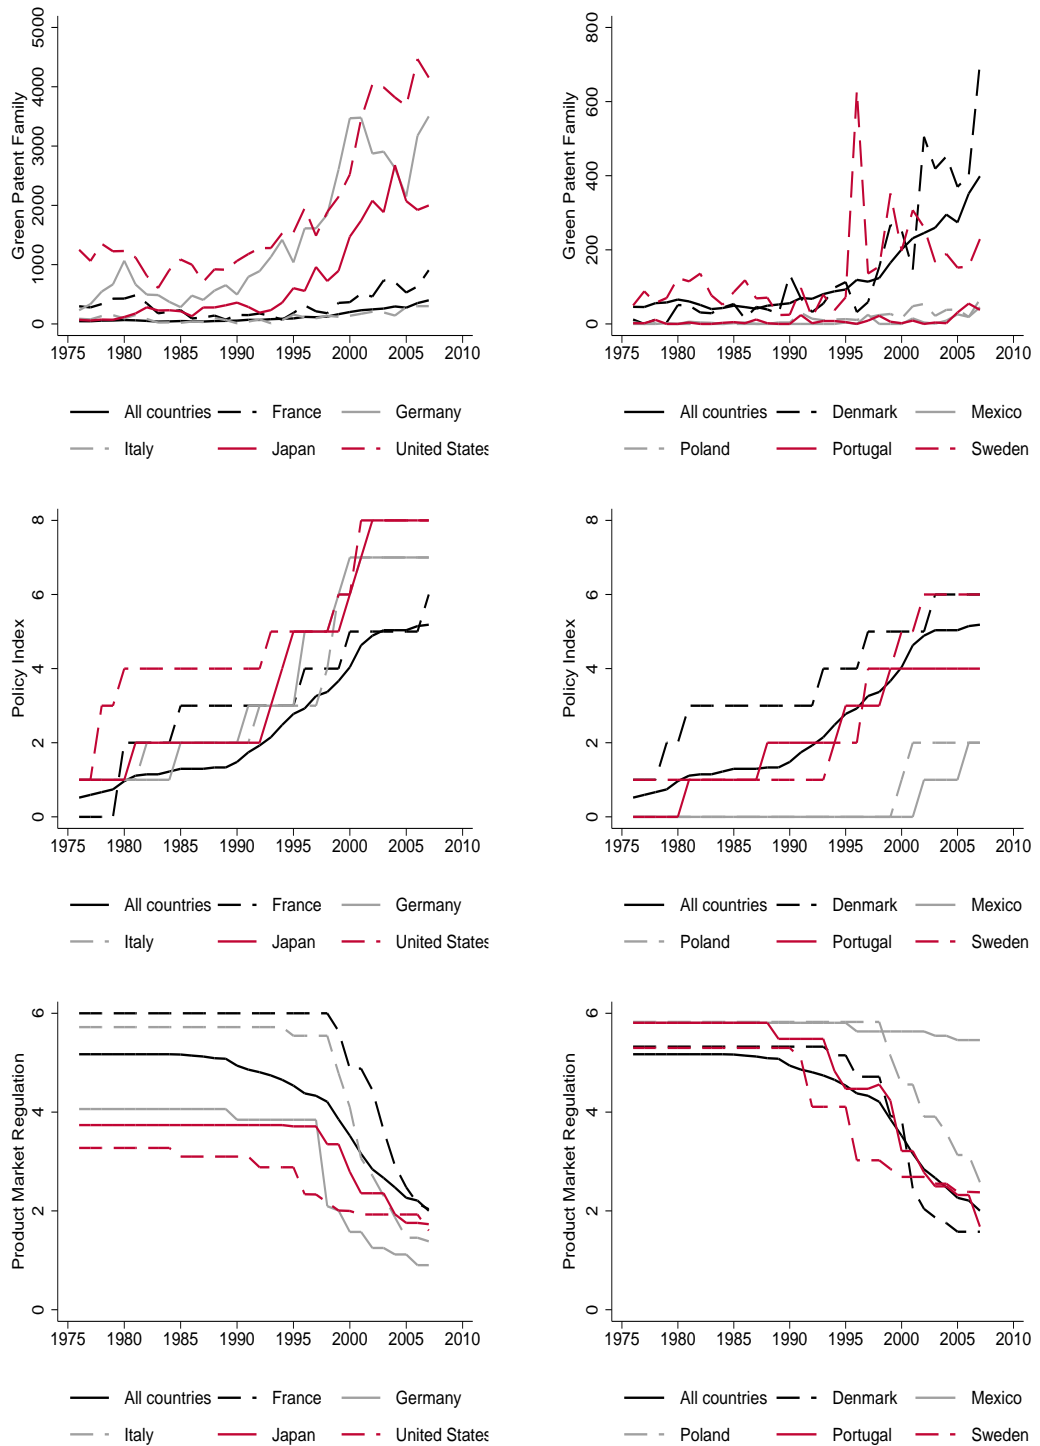 Green Patent Family
5000
4000
3000
2000
1000
0
1975 1980 1985 1990 1995 2000 2005 2010
All countries France Germany
Italy Japan United States
Green Patent Family
800
600
400
200
0
1975 1980 1985 1990 1995 2000 2005 2010
All countries Denmark Mexico
Poland Portugal Sweden
Policy Index
8
6
4
2
0
1975 1980 1985 1990 1995 2000 2005 2010
All countries France Germany
Italy Japan United States
Policy Index
8
6
4
2
0
1975 1980 1985 1990 1995 2000 2005 2010
All countries Denmark Mexico
Poland Portugal Sweden
Product Market Regulation
6
4
2
0
1975 1980 1985 1990 1995 2000 2005 2010
All countries France Germany
Italy Japan United States
Product Market Regulation
6
4
2
0
1975 1980 1985 1990 1995 2000 2005 2010
All countries Denmark Mexico
Poland Portugal Sweden